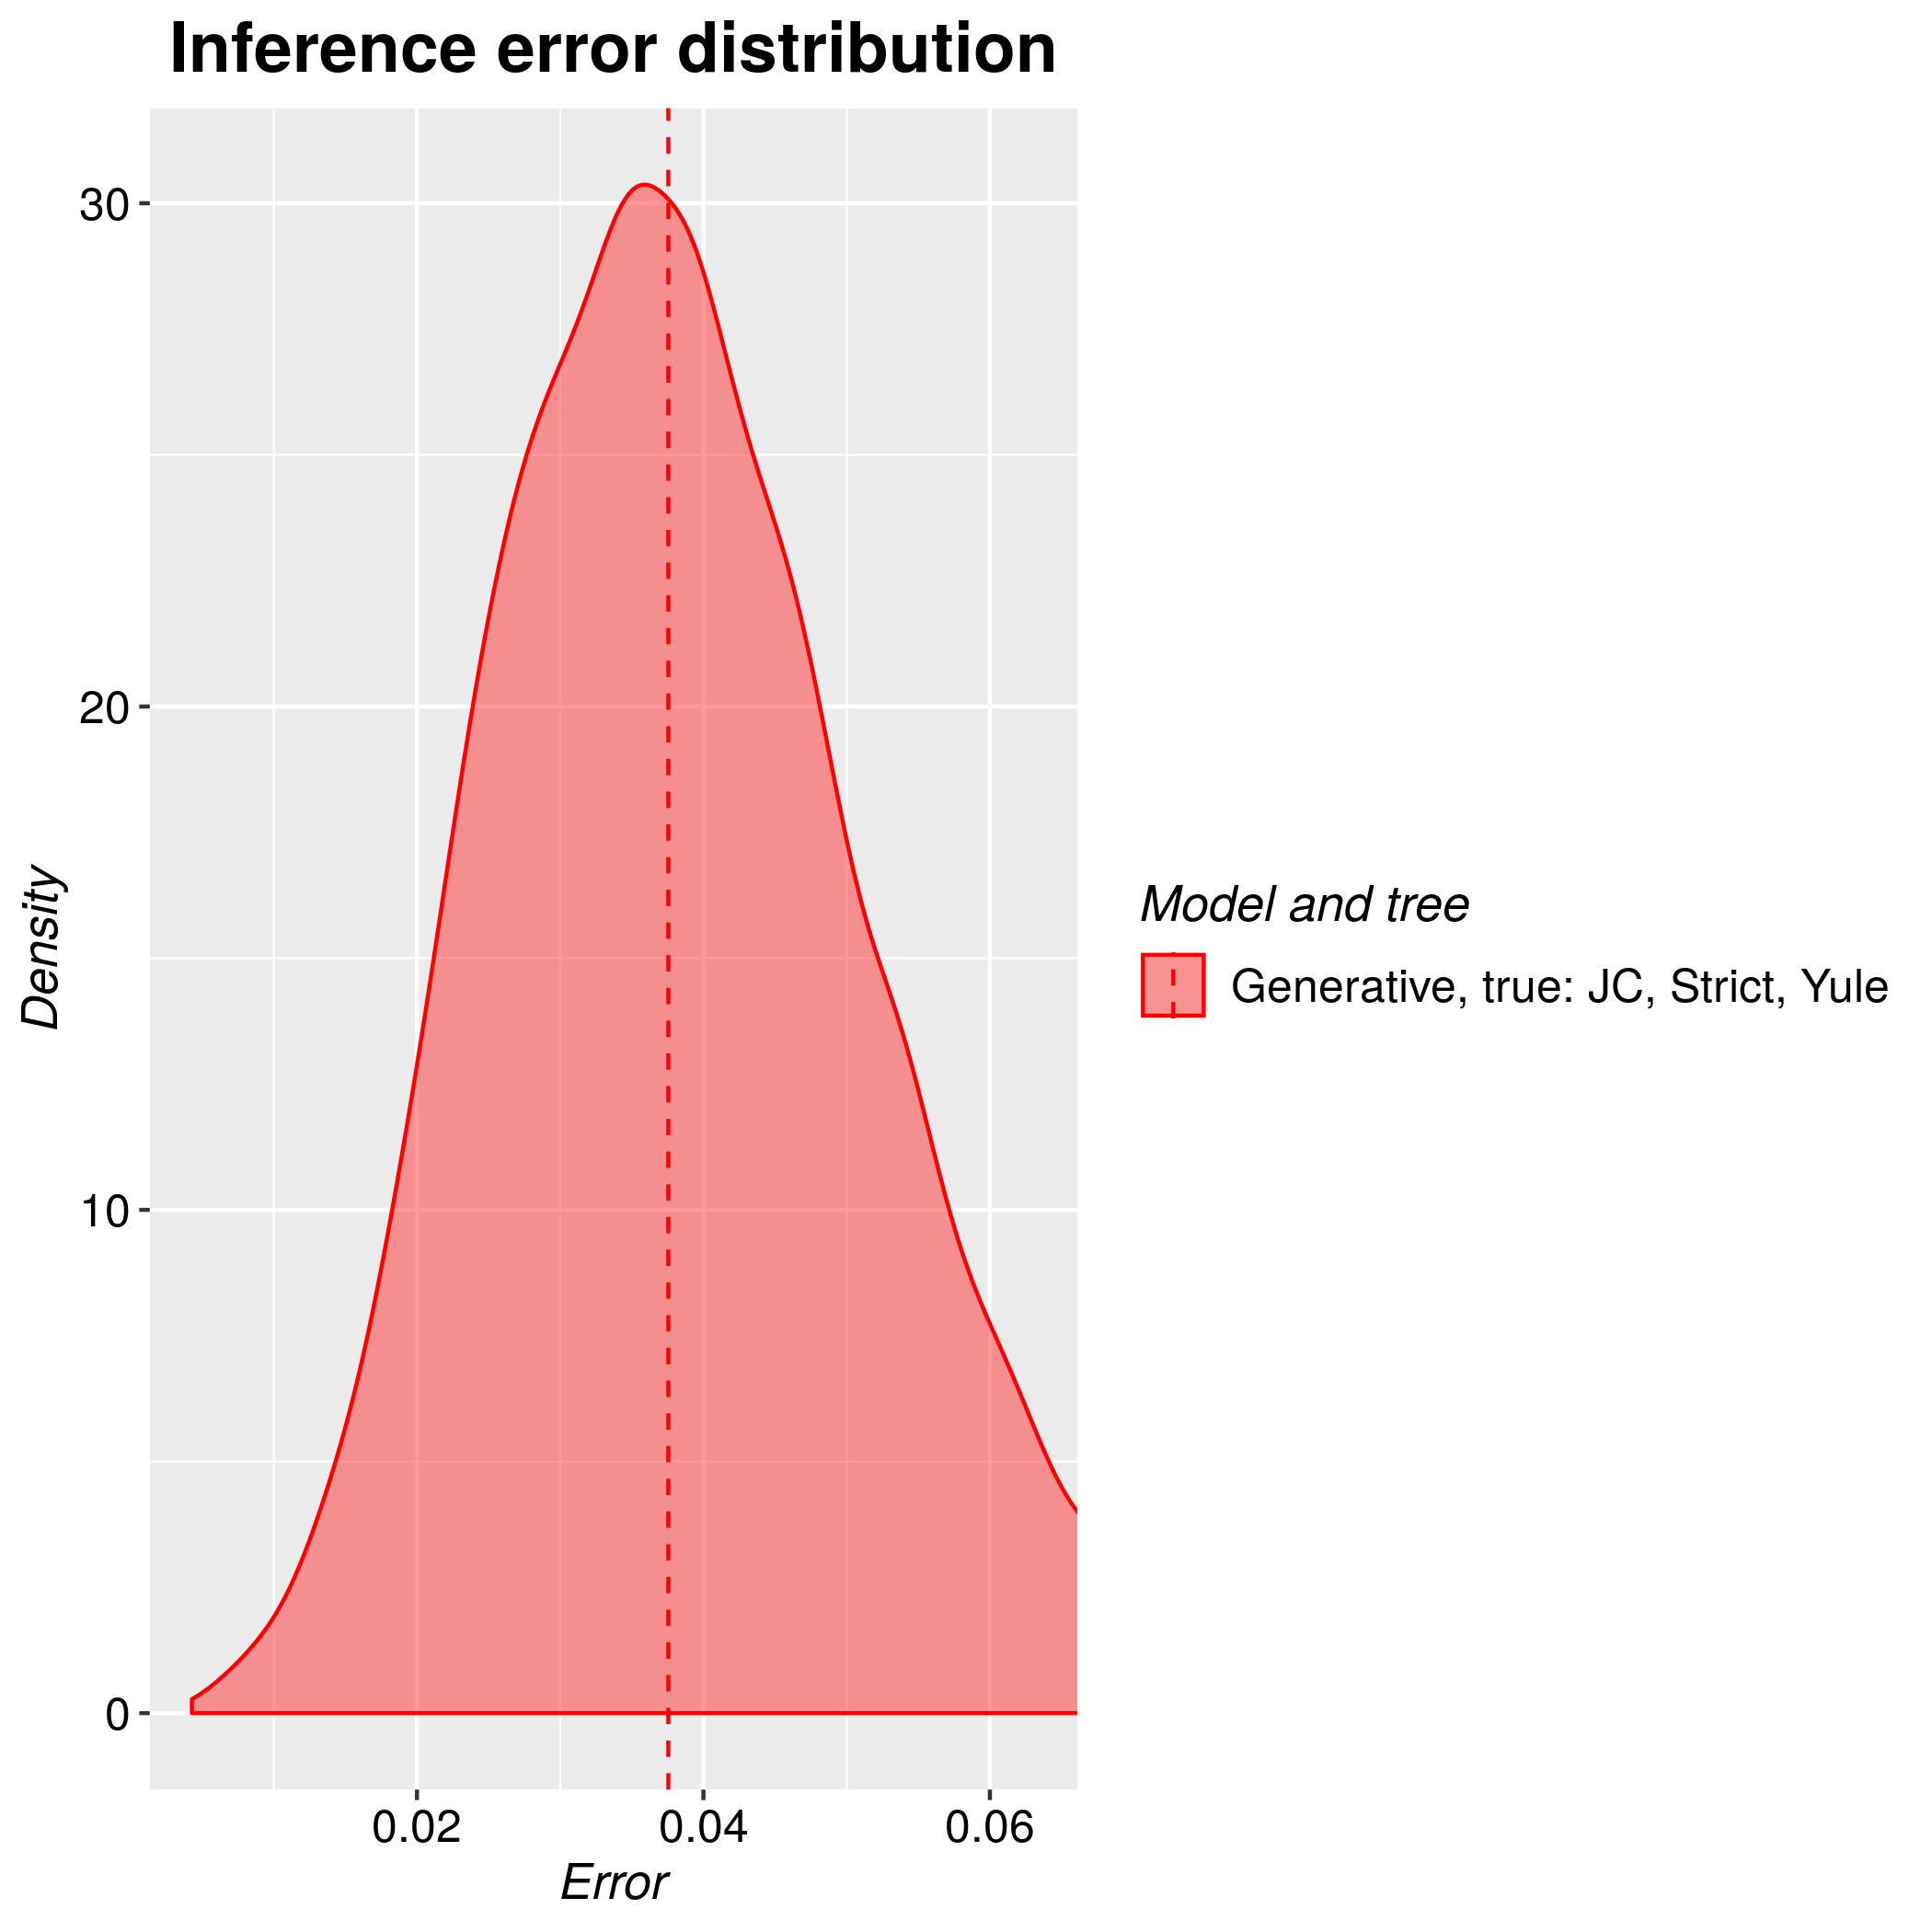 Inference error distribution
30
20
10
0
Density
0.02 0.04 0.06
Error
Model and tree
Generative, true: JC, Strict, Yule